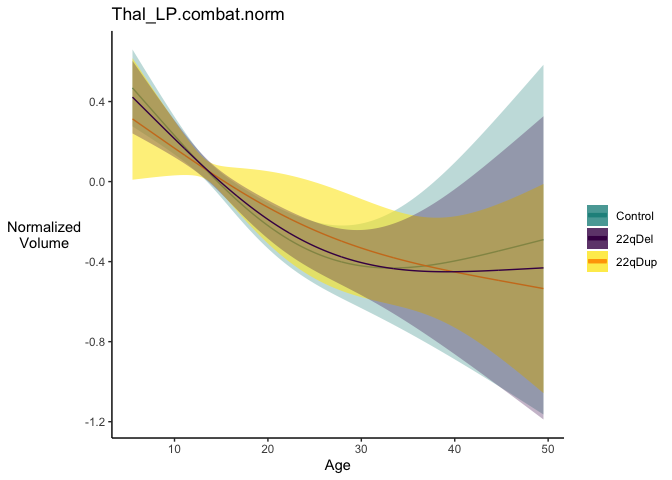 Thal_LP.combat.norm
Normalized
Volume
0.4
0.0
-0.4
-0.8
-1.2
10
20
30
40
50
Age
Control
22qDel
22qDup